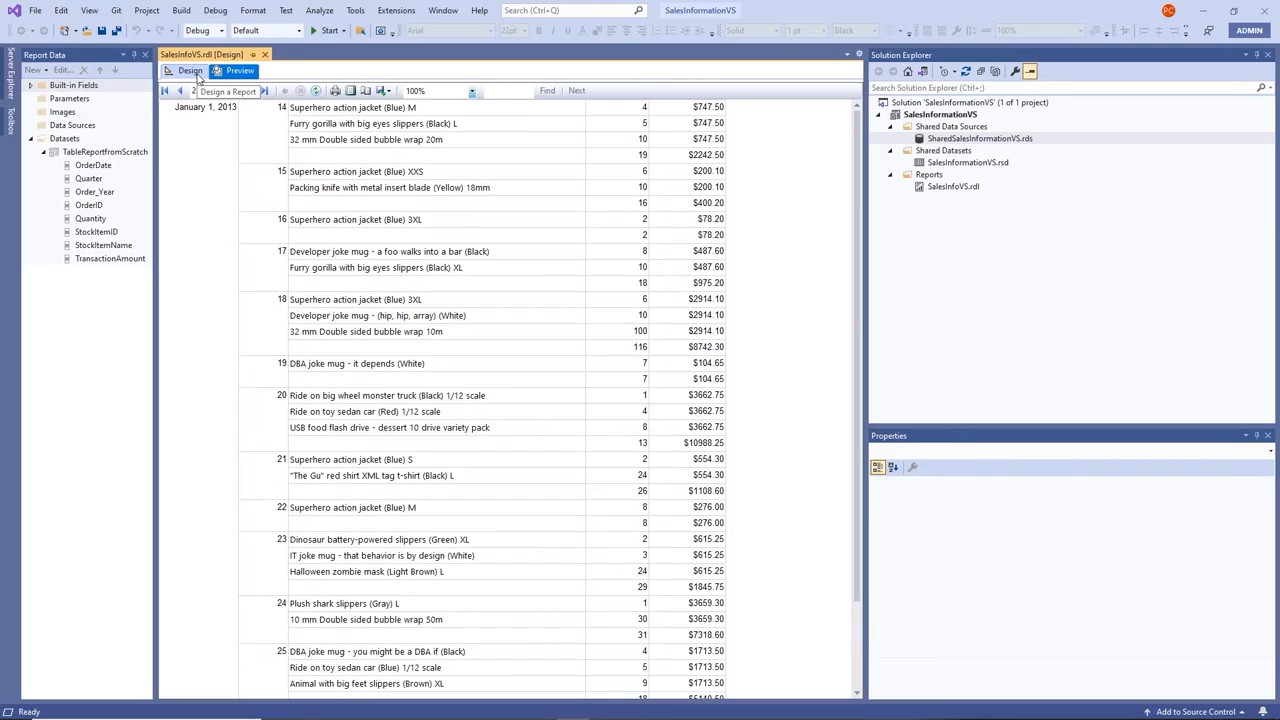 File Edit View Git Project Build Debug Format Test Analyze Tools Extensions Window Help Search (Ctrl+Q) SalesInformationVS PC
Debug Start Arial 22pt Solid 1 pt Black 100% ADMIN
Server Explorer
Toolbox
Report Data
New Edit...
Built-in Fields
Parameters
Images
Data Sources
Datasets
TableReportfromScratch
OrderDate
Quarter
Order_Year
OrderID
Quantity
StockItemID
StockItemName
TransactionAmount
SalesInfoVS.rdl [Design]
Design Preview
Design a Report
2 100% Find Next
January 1, 2013 14 Superhero action jacket (Blue) M 4 $747.50
Furry gorilla with big eyes slippers (Black) L 5 $747.50
32 mm Double sided bubble wrap 20m 10 $747.50
19 $2242.50
15 Superhero action jacket (Blue) XXS 6 $200.10
Packing knife with metal insert blade (Yellow) 18mm 10 $200.10
16 $400.20
16 Superhero action jacket (Blue) 3XL 2 $78.20
2 $78.20
17 Developer joke mug - a foo walks into a bar (Black) 8 $487.60
Furry gorilla with big eyes slippers (Black) XL 10 $487.60
18 $975.20
18 Superhero action jacket (Blue) 3XL 6 $2914.10
Developer joke mug - (hip, hip, array) (White) 10 $2914.10
32 mm Double sided bubble wrap 10m 100 $2914.10
116 $8742.30
19 DBA joke mug - it depends (White) 7 $104.65
7 $104.65
20 Ride on big wheel monster truck (Black) 1/12 scale 1 $3662.75
Ride on toy sedan car (Red) 1/12 scale 4 $3662.75
USB food flash drive - dessert 10 drive variety pack 8 $3662.75
13 $10988.25
21 Superhero action jacket (Blue) S 2 $554.30
"The Gu" red shirt XML tag t-shirt (Black) L 24 $554.30
26 $1108.60
22 Superhero action jacket (Blue) M 8 $276.00
8 $276.00
23 Dinosaur battery-powered slippers (Green) XL 2 $615.25
IT joke mug - that behavior is by design (White) 3 $615.25
Halloween zombie mask (Light Brown) L 24 $615.25
29 $1845.75
24 Plush shark slippers (Gray) L 1 $3659.30
10 mm Double sided bubble wrap 50m 30 $3659.30
31 $7318.60
25 DBA joke mug - you might be a DBA if (Black) 4 $1713.50
Ride on toy sedan car (Blue) 1/12 scale 5 $1713.50
Animal with big feet slippers (Brown) XL 9 $1713.50
18 $5140.50
Solution Explorer
Search Solution Explorer (Ctrl+;)
Solution 'SalesInformationVS' (1 of 1 project)
SalesInformationVS
Shared Data Sources
SharedSalesInformationVS.rds
Shared Datasets
SalesInformationVS.rsd
Reports
SalesInfoVS.rdl
Properties
Ready Add to Source Control